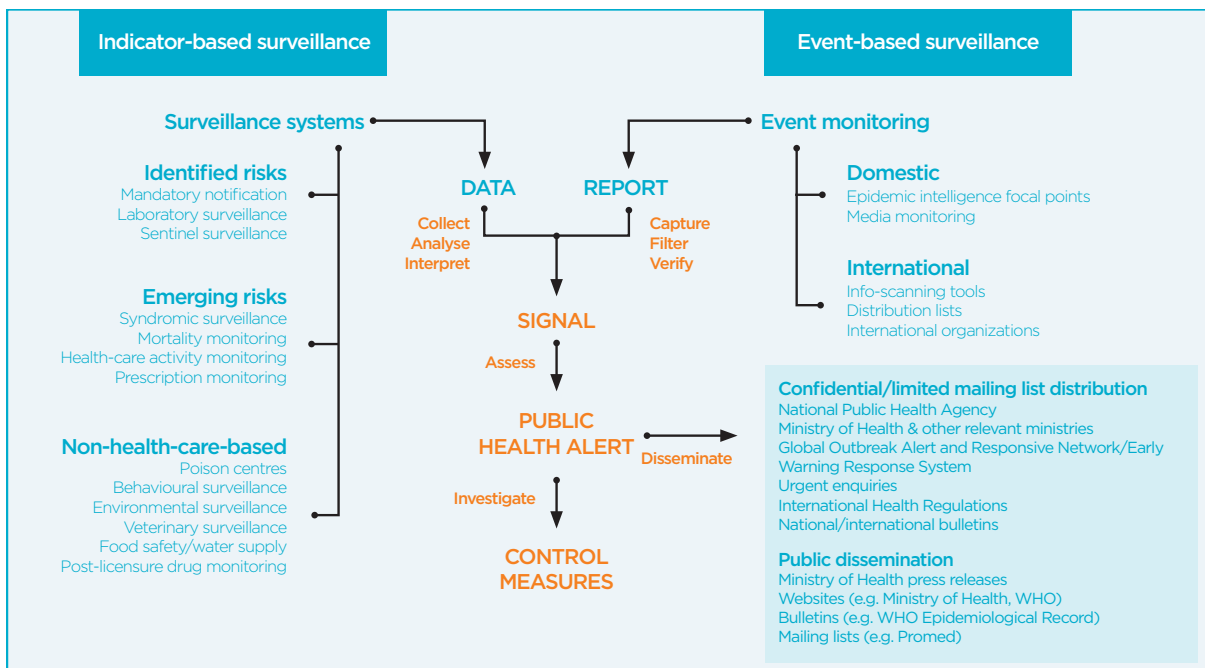 Indicator-based surveillance
Event-based surveillance
Surveillance systems
Event monitoring
Identified risks
Mandatory notification
Laboratory surveillance
Sentinel surveillance
Emerging risks
Syndromic surveillance
Mortality monitoring
Health-care activity monitoring
Prescription monitoring
Non-health-care-based
Poison centres
Behavioural surveillance
Environmental surveillance
Veterinary surveillance
Food safety/water supply
Post-licensure drug monitoring
DATA
REPORT
Collect
Analyse
Interpret
Capture
Filter
Verify
SIGNAL
Assess
PUBLIC
HEALTH ALERT
Disseminate
Investigate
CONTROL
MEASURES
Domestic
Epidemic intelligence focal points
Media monitoring
International
Info-scanning tools
Distribution lists
International organizations
Confidential/limited mailing list distribution
National Public Health Agency
Ministry of Health & other relevant ministries
Global Outbreak Alert and Responsive Network/Early
Warning Response System
Urgent enquiries
International Health Regulations
National/international bulletins
Public dissemination
Ministry of Health press releases
Websites (e.g. Ministry of Health, WHO)
Bulletins (e.g. WHO Epidemiological Record)
Mailing lists (e.g. Promed)